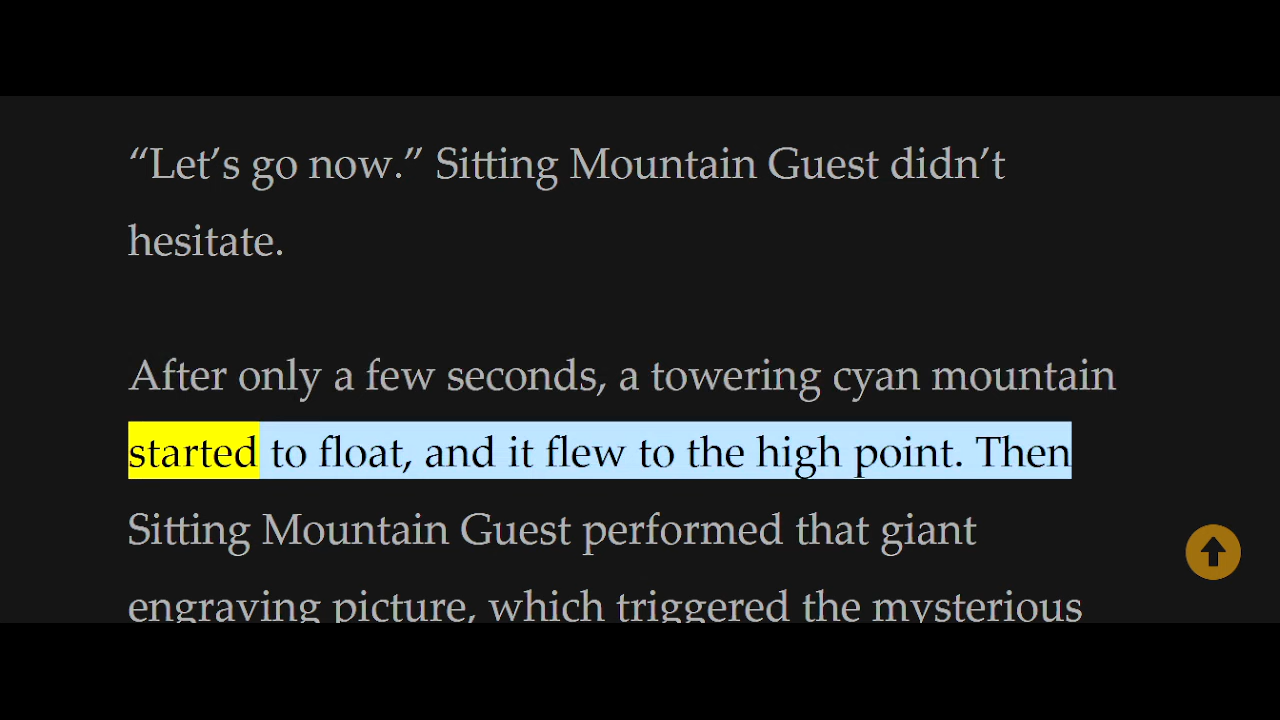 “Let’s go now.” Sitting Mountain Guest didn’t
hesitate.
After only a few seconds, a towering cyan mountain
started to float, and it flew to the high point. Then
Sitting Mountain Guest performed that giant
engraving picture, which triggered the mysterious